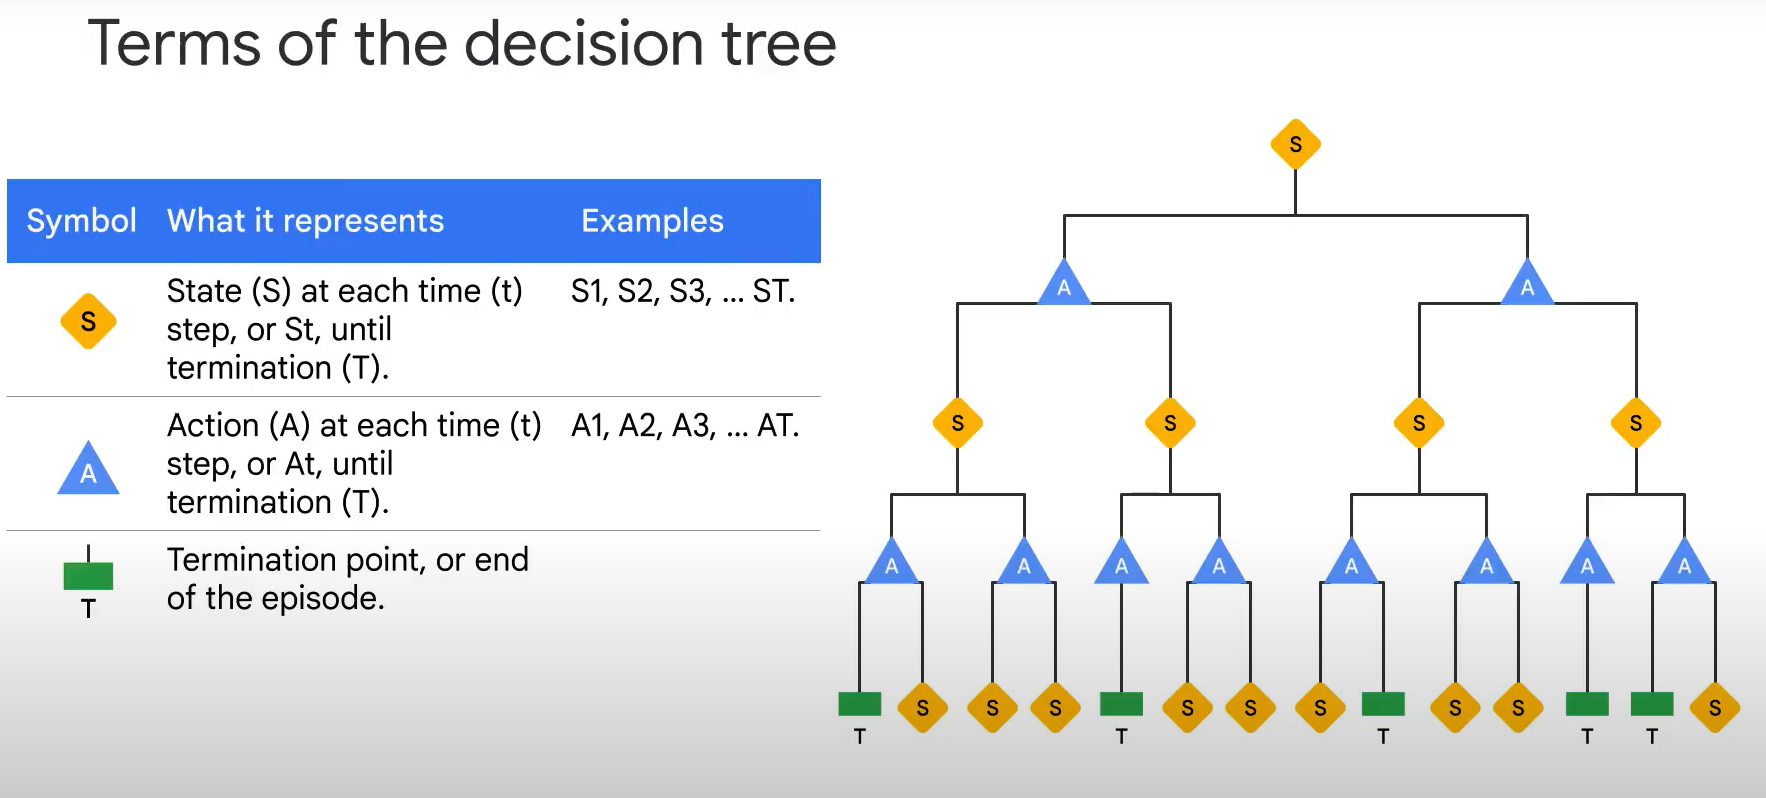 Terms of the decision tree
Symbol What it represents Examples
S
State (S) at each time (t)
step, or St, until
termination (T).
S1, S2, S3, ... ST.
A
Action (A) at each time (t)
step, or At, until
termination (T).
A1, A2, A3, ... AT.
T
Termination point, or end
of the episode.
S
A A
S S S S
A A A A A A A A
S S S S S S S S S
T T T T T